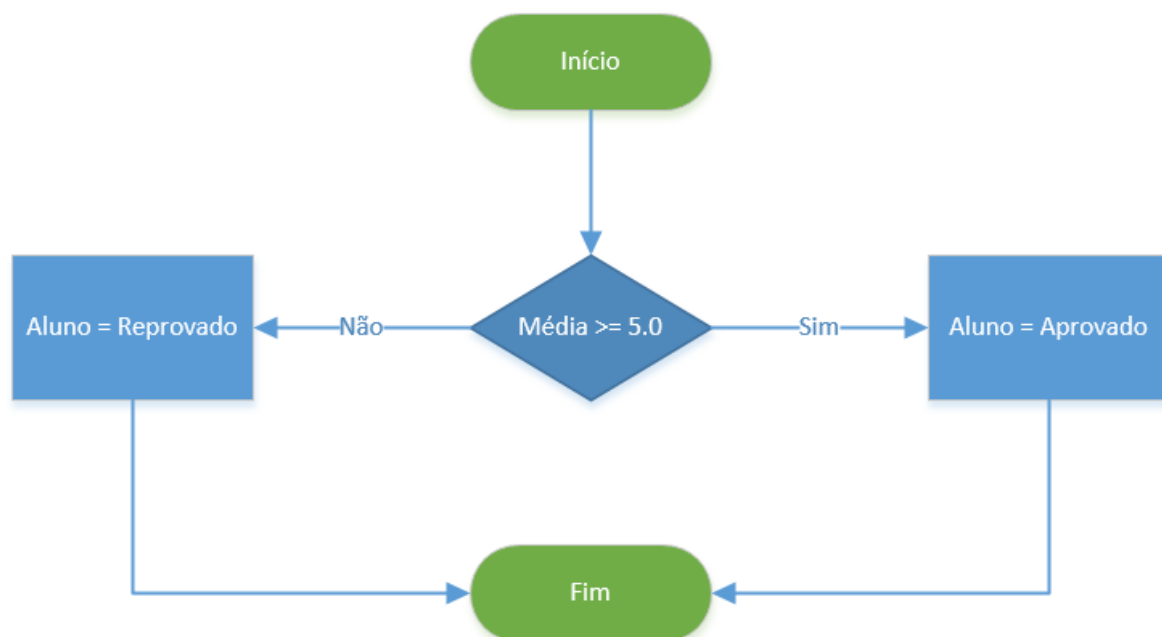 Início
Aluno = Reprovado
Não
Média >= 5.0
Sim
Aluno = Aprovado
Fim